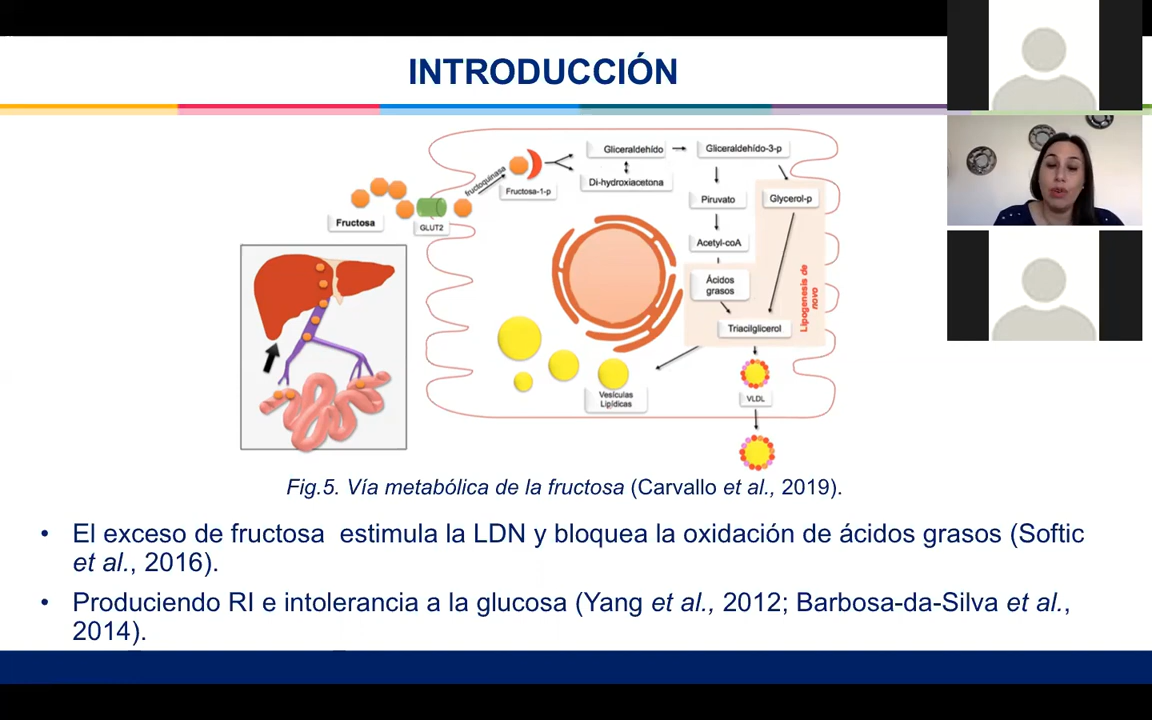 INTRODUCCIÓN
Fructosa
GLUT2
fructoquinasa
Fructosa-1-p
Gliceraldehído
Di-hydroxiacetona
Gliceraldehído-3-p
Piruvato
Glycerol-p
Acetyl-coA
Ácidos
grasos
Triacilglicerol
Lipogenesis de
novo
Vesículas
Lipídicas
VLDL
Fig.5. Vía metabólica de la fructosa (Carvallo et al., 2019).
• El exceso de fructosa estimula la LDN y bloquea la oxidación de ácidos grasos (Softic
et al., 2016).
• Produciendo RI e intolerancia a la glucosa (Yang et al., 2012; Barbosa-da-Silva et al.,
2014).